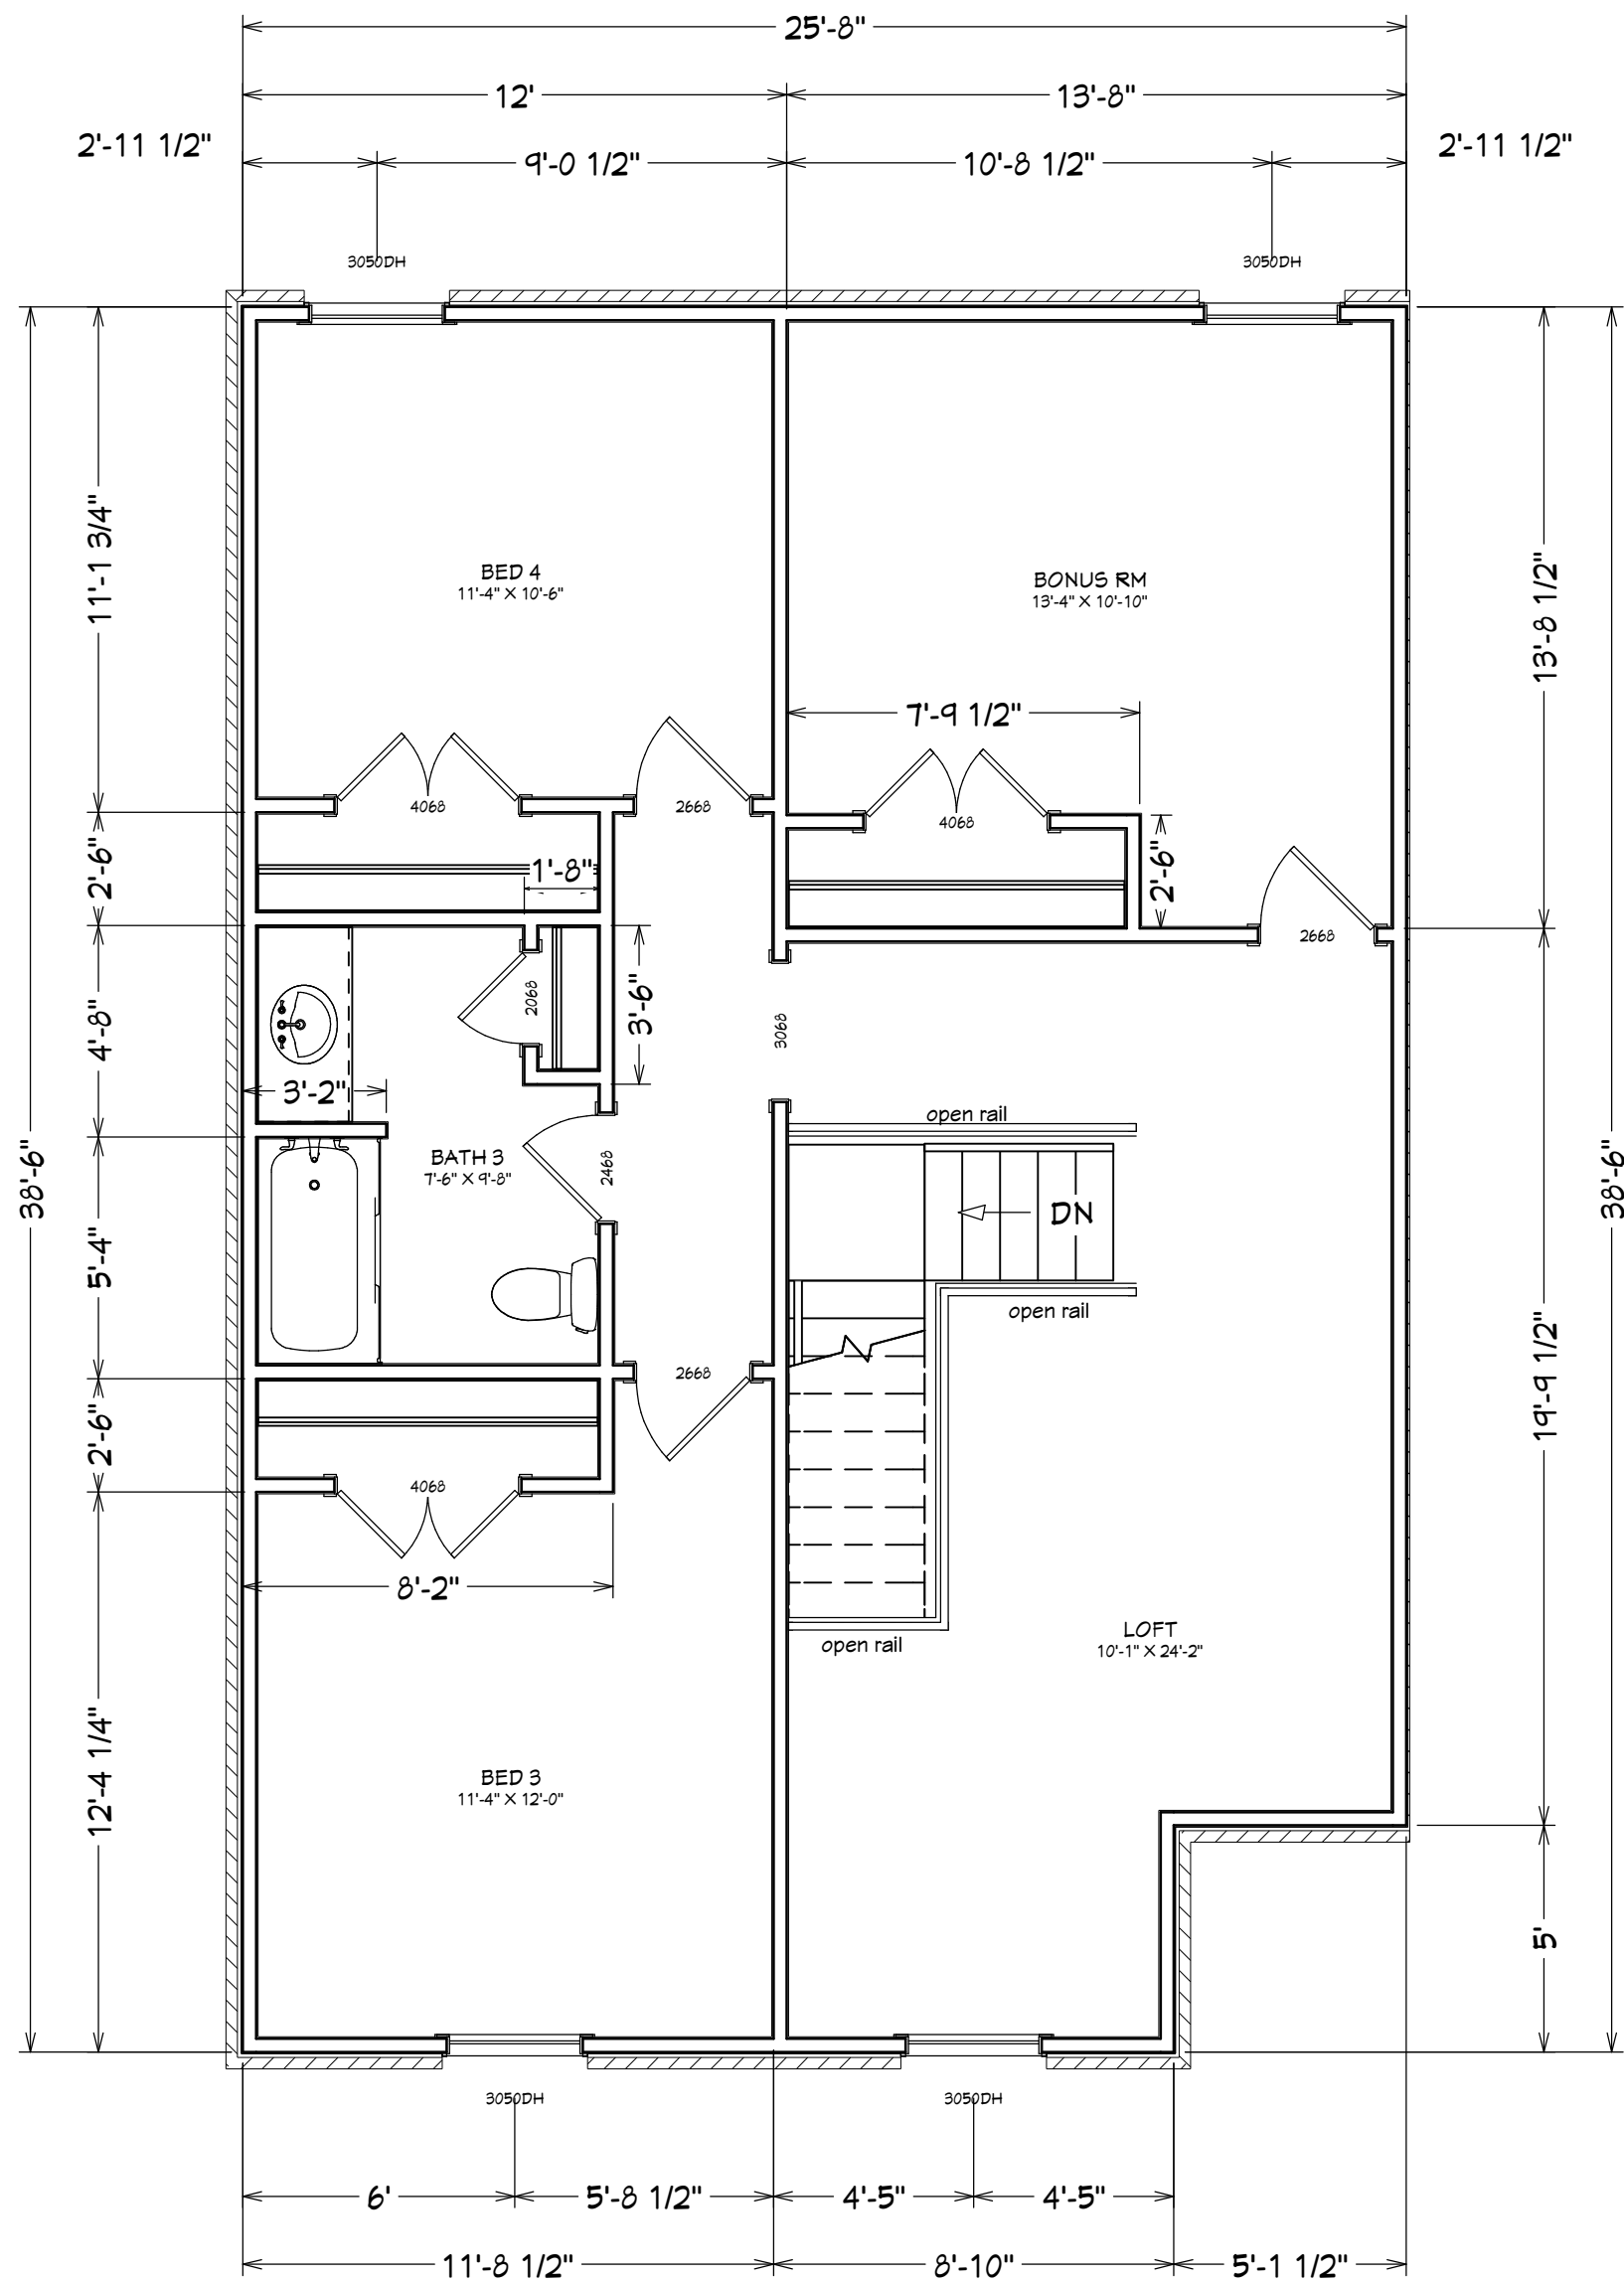 25'-8"
12'
13'-8"
2'-11 1/2"
9'-0 1/2"
10'-8 1/2"
2'-11 1/2"
3050DH
3050DH
11'-1 3/4"
BED 4
11'-4" X 10'-6"
BONUS RM
13'-4" X 10'-10"
13'-8 1/2"
7'-9 1/2"
4068
2668
4068
2'-6"
1'-8"
2'-6"
2668
4'-8"
2068
3'-6"
3068
3'-2"
open rail
38'-6"
BATH 3
7'-6" X 9'-8"
2468
DN
38'-6"
5'-4"
open rail
2668
19'-9 1/2"
2'-6"
4068
8'-2"
open rail
LOFT
10'-1" X 24'-2"
12'-4 1/4"
BED 3
11'-4" X 12'-0"
5'
3050DH
3050DH
6'
5'-8 1/2"
4'-5"
4'-5"
11'-8 1/2"
8'-10"
5'-1 1/2"